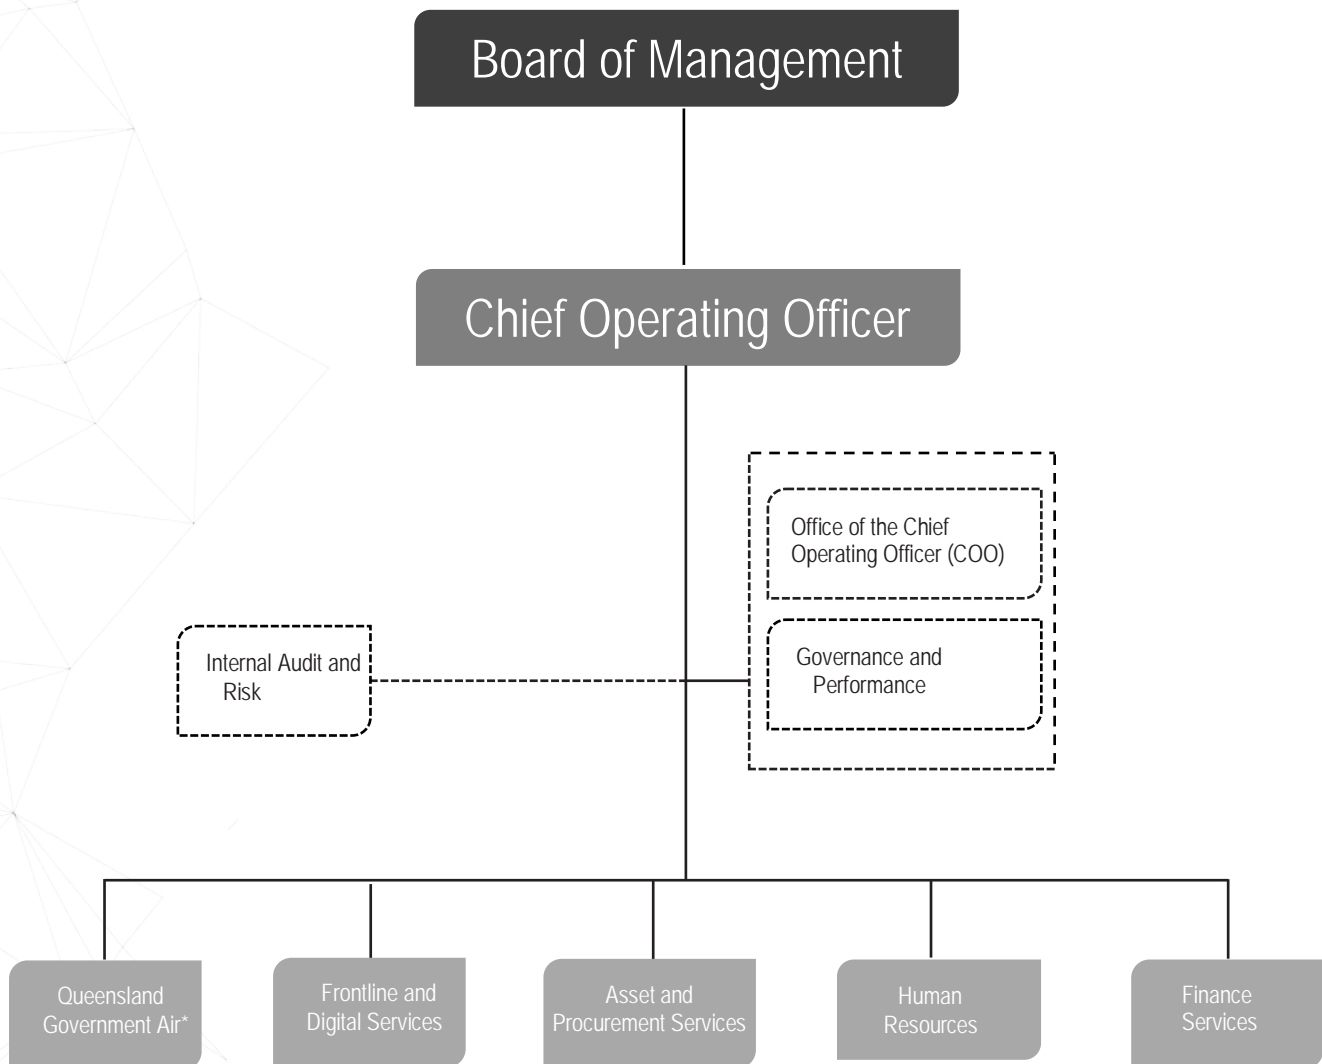 Board of Management
Chief Operating Officer
Office of the Chief
Operating Officer (COO)
Internal Audit and
Risk
Governance and
Performance
Queensland
Government Air*
Frontline and
Digital Services
Asset and
Procurement Services
Human
Resources
Finance
Services